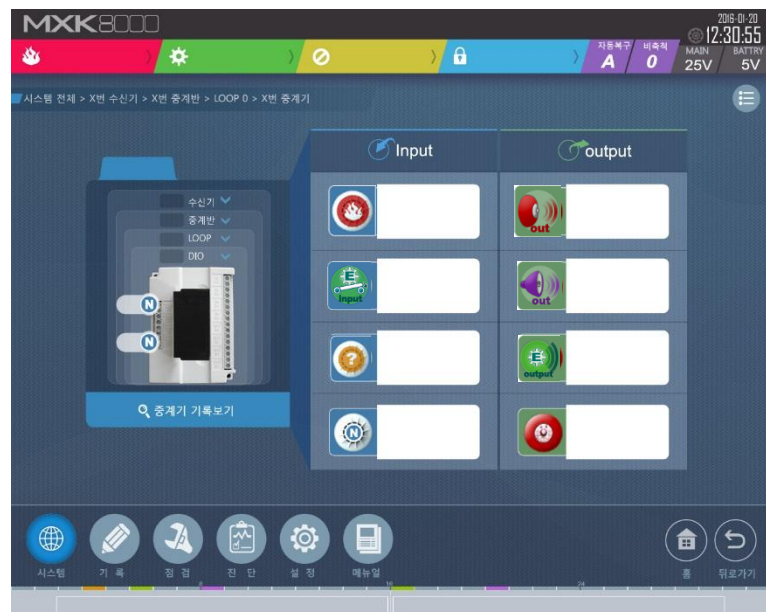 MXK8000
2016-01-20
12:30:55
자동복구
A
비축적
0
MAIN
25V
BATTRY
5V
시스템 전체 > X번 수신기 > X번 중계반 > LOOP 0 > X번 중계기
Input
output
수신기
중계반
LOOP
DIO
N
N
중계기 기록보기
out
E
input
out
?
E
output
N
시스템
기 록
점 검
진 단
설 정
메뉴얼
홈
뒤로가기
8
16
24